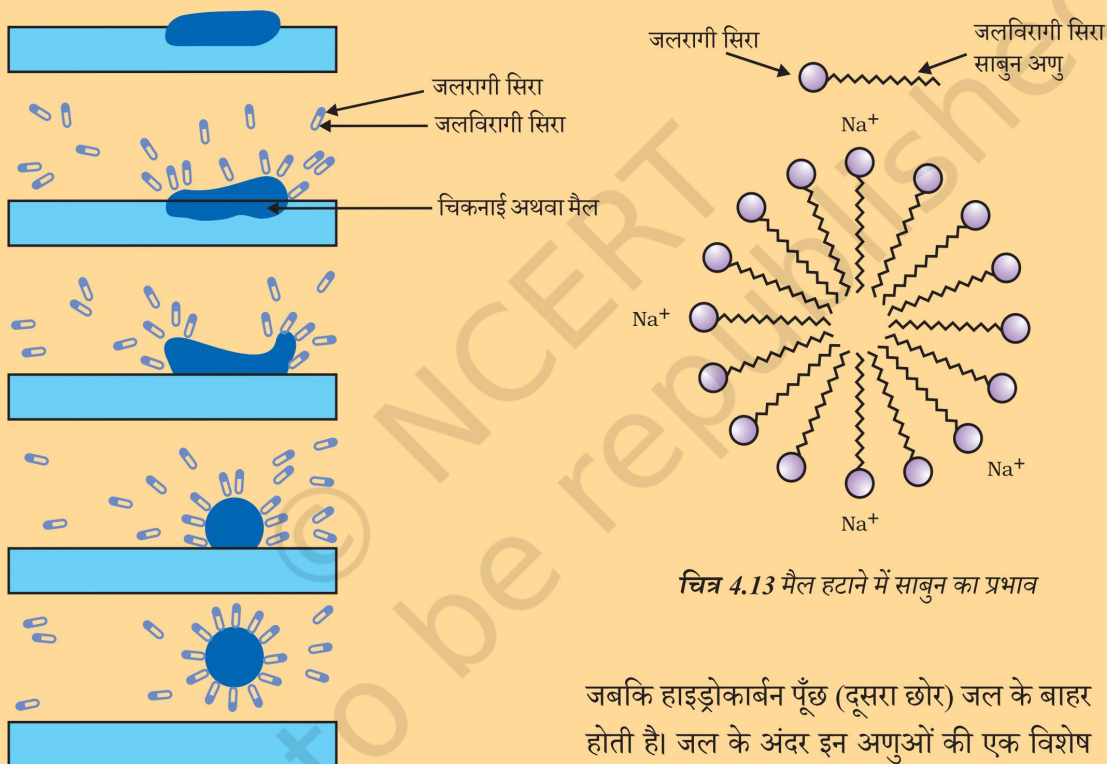 जलरागी सिरा
जलविरागी सिरा
चिकनाई अथवा मैल
जलरागी सिरा
जलविरागी सिरा
साबुन अणु
Na+
Na+
Na+
Na+
चित्र 4.13 मैल हटाने में साबुन का प्रभाव
जबकि हाइड्रोकार्बन पूँछ (दूसरा छोर) जल के बाहर
होती है। जल के अंदर इन अणुओं की एक विशेष
© NCERT
to be republished